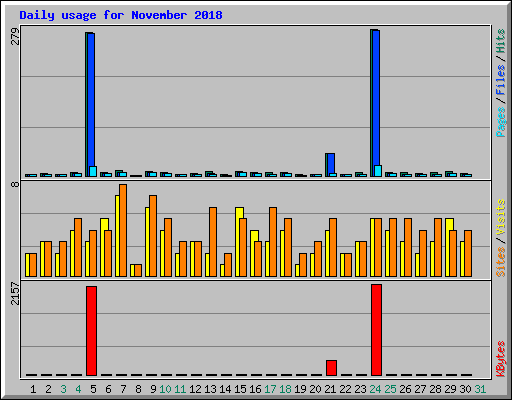 Daily usage for November 2018
279
Pages / Files / Hits
8
Sites / Visits
2157
KBytes
1 2 3 4 5 6 7 8 9 10 11 12 13 14 15 16 17 18 19 20 21 22 23 24 25 26 27 28 29 30 31